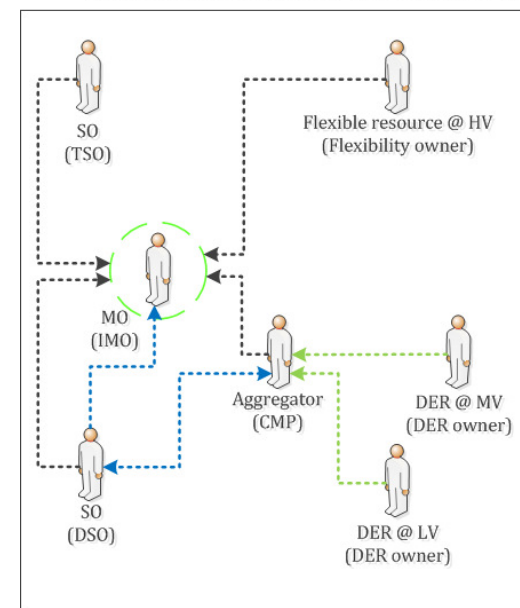 SO
(TSO)
Flexible resource @ HV
(Flexibility owner)
MO
(IMO)
Aggregator
(CMP)
DER @ MV
(DER owner)
SO
(DSO)
DER @ LV
(DER owner)